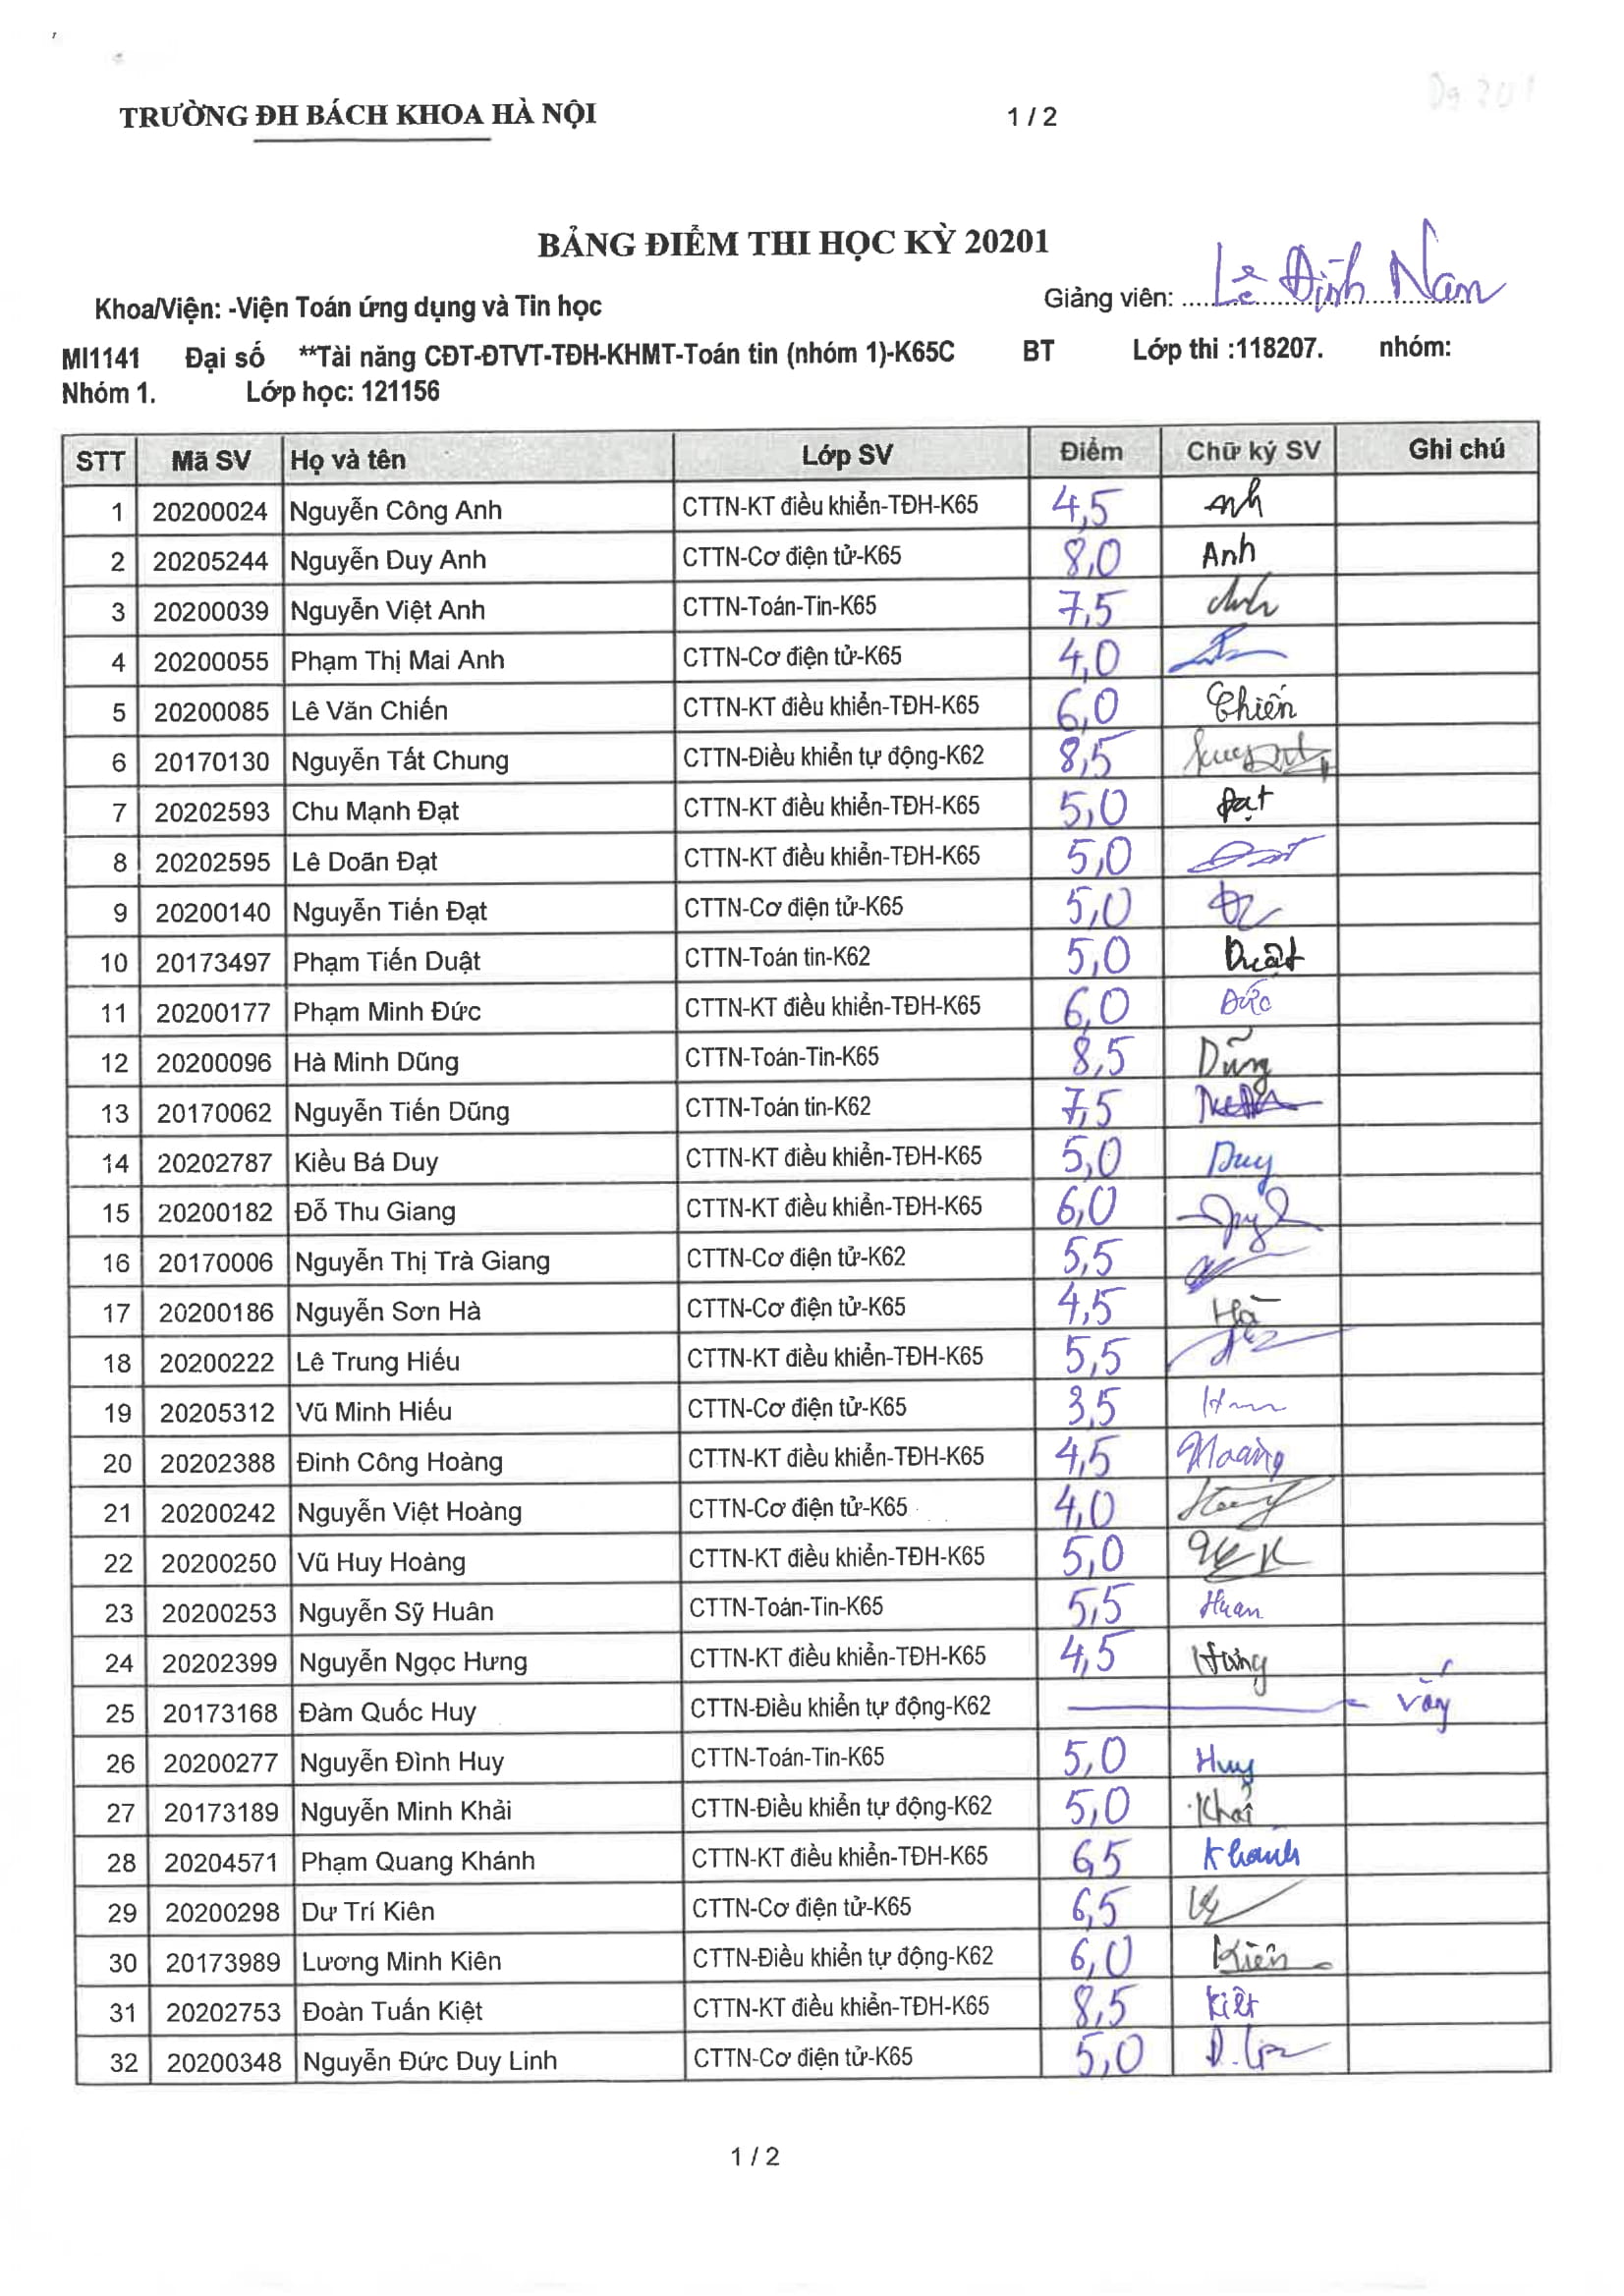 TRƯỜNG ĐH BÁCH KHOA HÀ NỘI 1 / 2
BẢNG ĐIỂM THI HỌC KỲ 20201
Khoa/Viện: -Viện Toán ứng dụng và Tin học Giảng viên: Lê Đình Nam
MI1141 Đại số **Tài năng CĐT-ĐTVT-TĐH-KHMT-Toán tin (nhóm 1)-K65C BT Lớp thi :118207. nhóm:
Nhóm 1. Lớp học: 121156
STT Mã SV Họ và tên Lớp SV Điểm Chữ ký SV Ghi chú
1 20200024 Nguyễn Công Anh CTTN-KT điều khiển-TĐH-K65 4,5 Anh
2 20205244 Nguyễn Duy Anh CTTN-Cơ điện tử-K65 8,0 Anh
3 20200039 Nguyễn Việt Anh CTTN-Toán-Tin-K65 7,5 Anh
4 20200055 Phạm Thị Mai Anh CTTN-Cơ điện tử-K65 4,0
5 20200085 Lê Văn Chiến CTTN-KT điều khiển-TĐH-K65 6,0 Chiến
6 20170130 Nguyễn Tất Chung CTTN-Điều khiển tự động-K62 8,5
7 20202593 Chu Mạnh Đạt CTTN-KT điều khiển-TĐH-K65 5,0 Đạt
8 20202595 Lê Doãn Đạt CTTN-KT điều khiển-TĐH-K65 5,0
9 20200140 Nguyễn Tiến Đạt CTTN-Cơ điện tử-K65 5,0
10 20173497 Phạm Tiến Duật CTTN-Toán tin-K62 5,0 Duật
11 20200177 Phạm Minh Đức CTTN-KT điều khiển-TĐH-K65 6,0 Đức
12 20200096 Hà Minh Dũng CTTN-Toán-Tin-K65 8,5 Dũng
13 20170062 Nguyễn Tiến Dũng CTTN-Toán tin-K62 7,5
14 20202787 Kiều Bá Duy CTTN-KT điều khiển-TĐH-K65 5,0 Duy
15 20200182 Đỗ Thu Giang CTTN-KT điều khiển-TĐH-K65 6,0
16 20170006 Nguyễn Thị Trà Giang CTTN-Cơ điện tử-K62 5,5
17 20200186 Nguyễn Sơn Hà CTTN-Cơ điện tử-K65 4,5 Hà
18 20200222 Lê Trung Hiếu CTTN-KT điều khiển-TĐH-K65 5,5
19 20205312 Vũ Minh Hiếu CTTN-Cơ điện tử-K65 3,5
20 20202388 Đinh Công Hoàng CTTN-KT điều khiển-TĐH-K65 4,5 Hoàng
21 20200242 Nguyễn Việt Hoàng CTTN-Cơ điện tử-K65 4,0
22 20200250 Vũ Huy Hoàng CTTN-KT điều khiển-TĐH-K65 5,0
23 20200253 Nguyễn Sỹ Huân CTTN-Toán-Tin-K65 5,5 Huan
24 20202399 Nguyễn Ngọc Hưng CTTN-KT điều khiển-TĐH-K65 4,5 Hưng
25 20173168 Đàm Quốc Huy CTTN-Điều khiển tự động-K62 vắng
26 20200277 Nguyễn Đình Huy CTTN-Toán-Tin-K65 5,0 Huy
27 20173189 Nguyễn Minh Khải CTTN-Điều khiển tự động-K62 5,0 Khải
28 20204571 Phạm Quang Khánh CTTN-KT điều khiển-TĐH-K65 6,5 Khánh
29 20200298 Dư Trí Kiên CTTN-Cơ điện tử-K65 6,5
30 20173989 Lương Minh Kiên CTTN-Điều khiển tự động-K62 6,0 Kiên
31 20202753 Đoàn Tuấn Kiệt CTTN-KT điều khiển-TĐH-K65 8,5 Kiệt
32 20200348 Nguyễn Đức Duy Linh CTTN-Cơ điện tử-K65 5,0
1 / 2